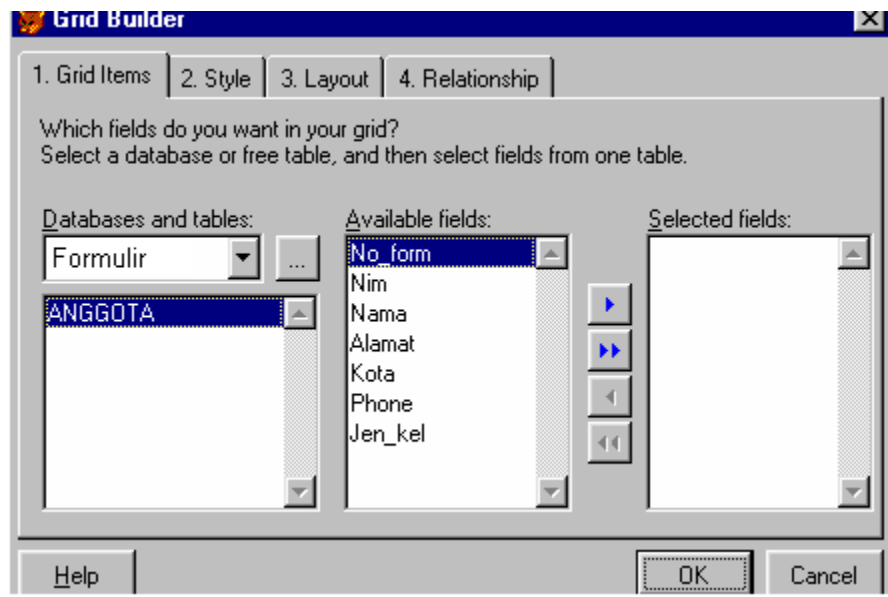 Grid Builder
1. Grid Items 2. Style 3. Layout 4. Relationship
Which fields do you want in your grid?
Select a database or free table, and then select fields from one table.
Databases and tables: Available fields: Selected fields:
Formulir ...
ANGGOTA
No_form
Nim
Nama
Alamat
Kota
Phone
Jen_kel
Help OK Cancel